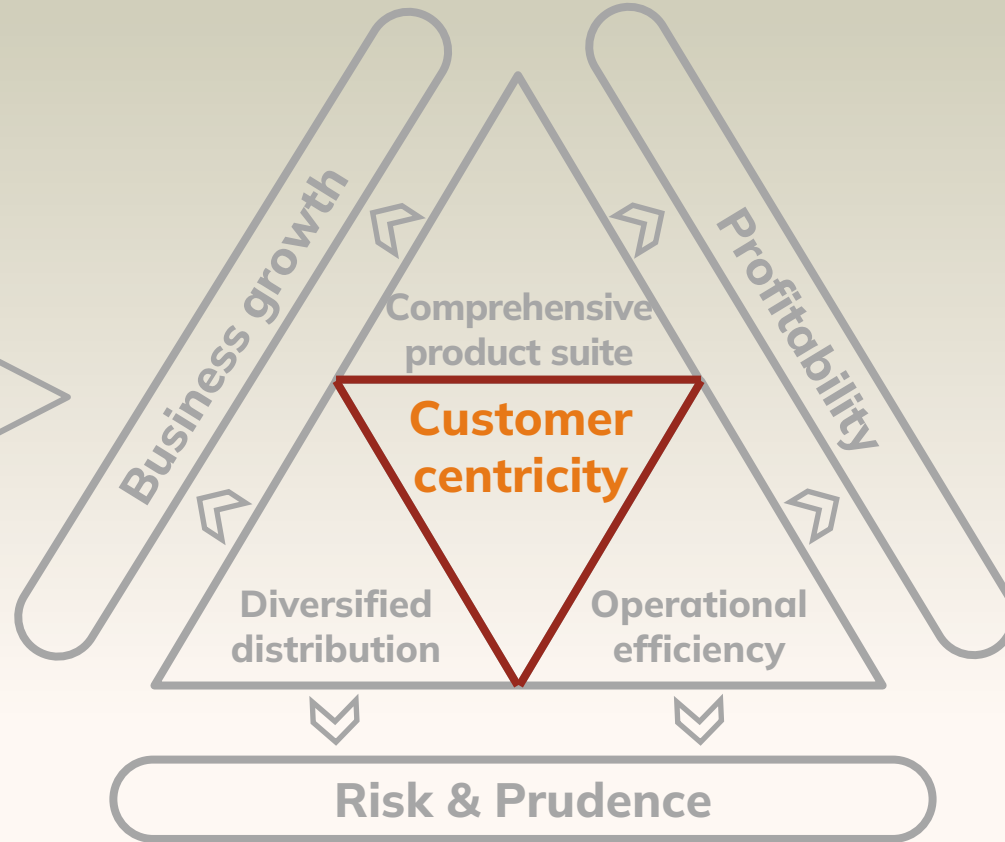 Business growth
Profitability
Comprehensive
product suite
Customer
centricity
Diversified
distribution
Operational
efficiency
Risk & Prudence